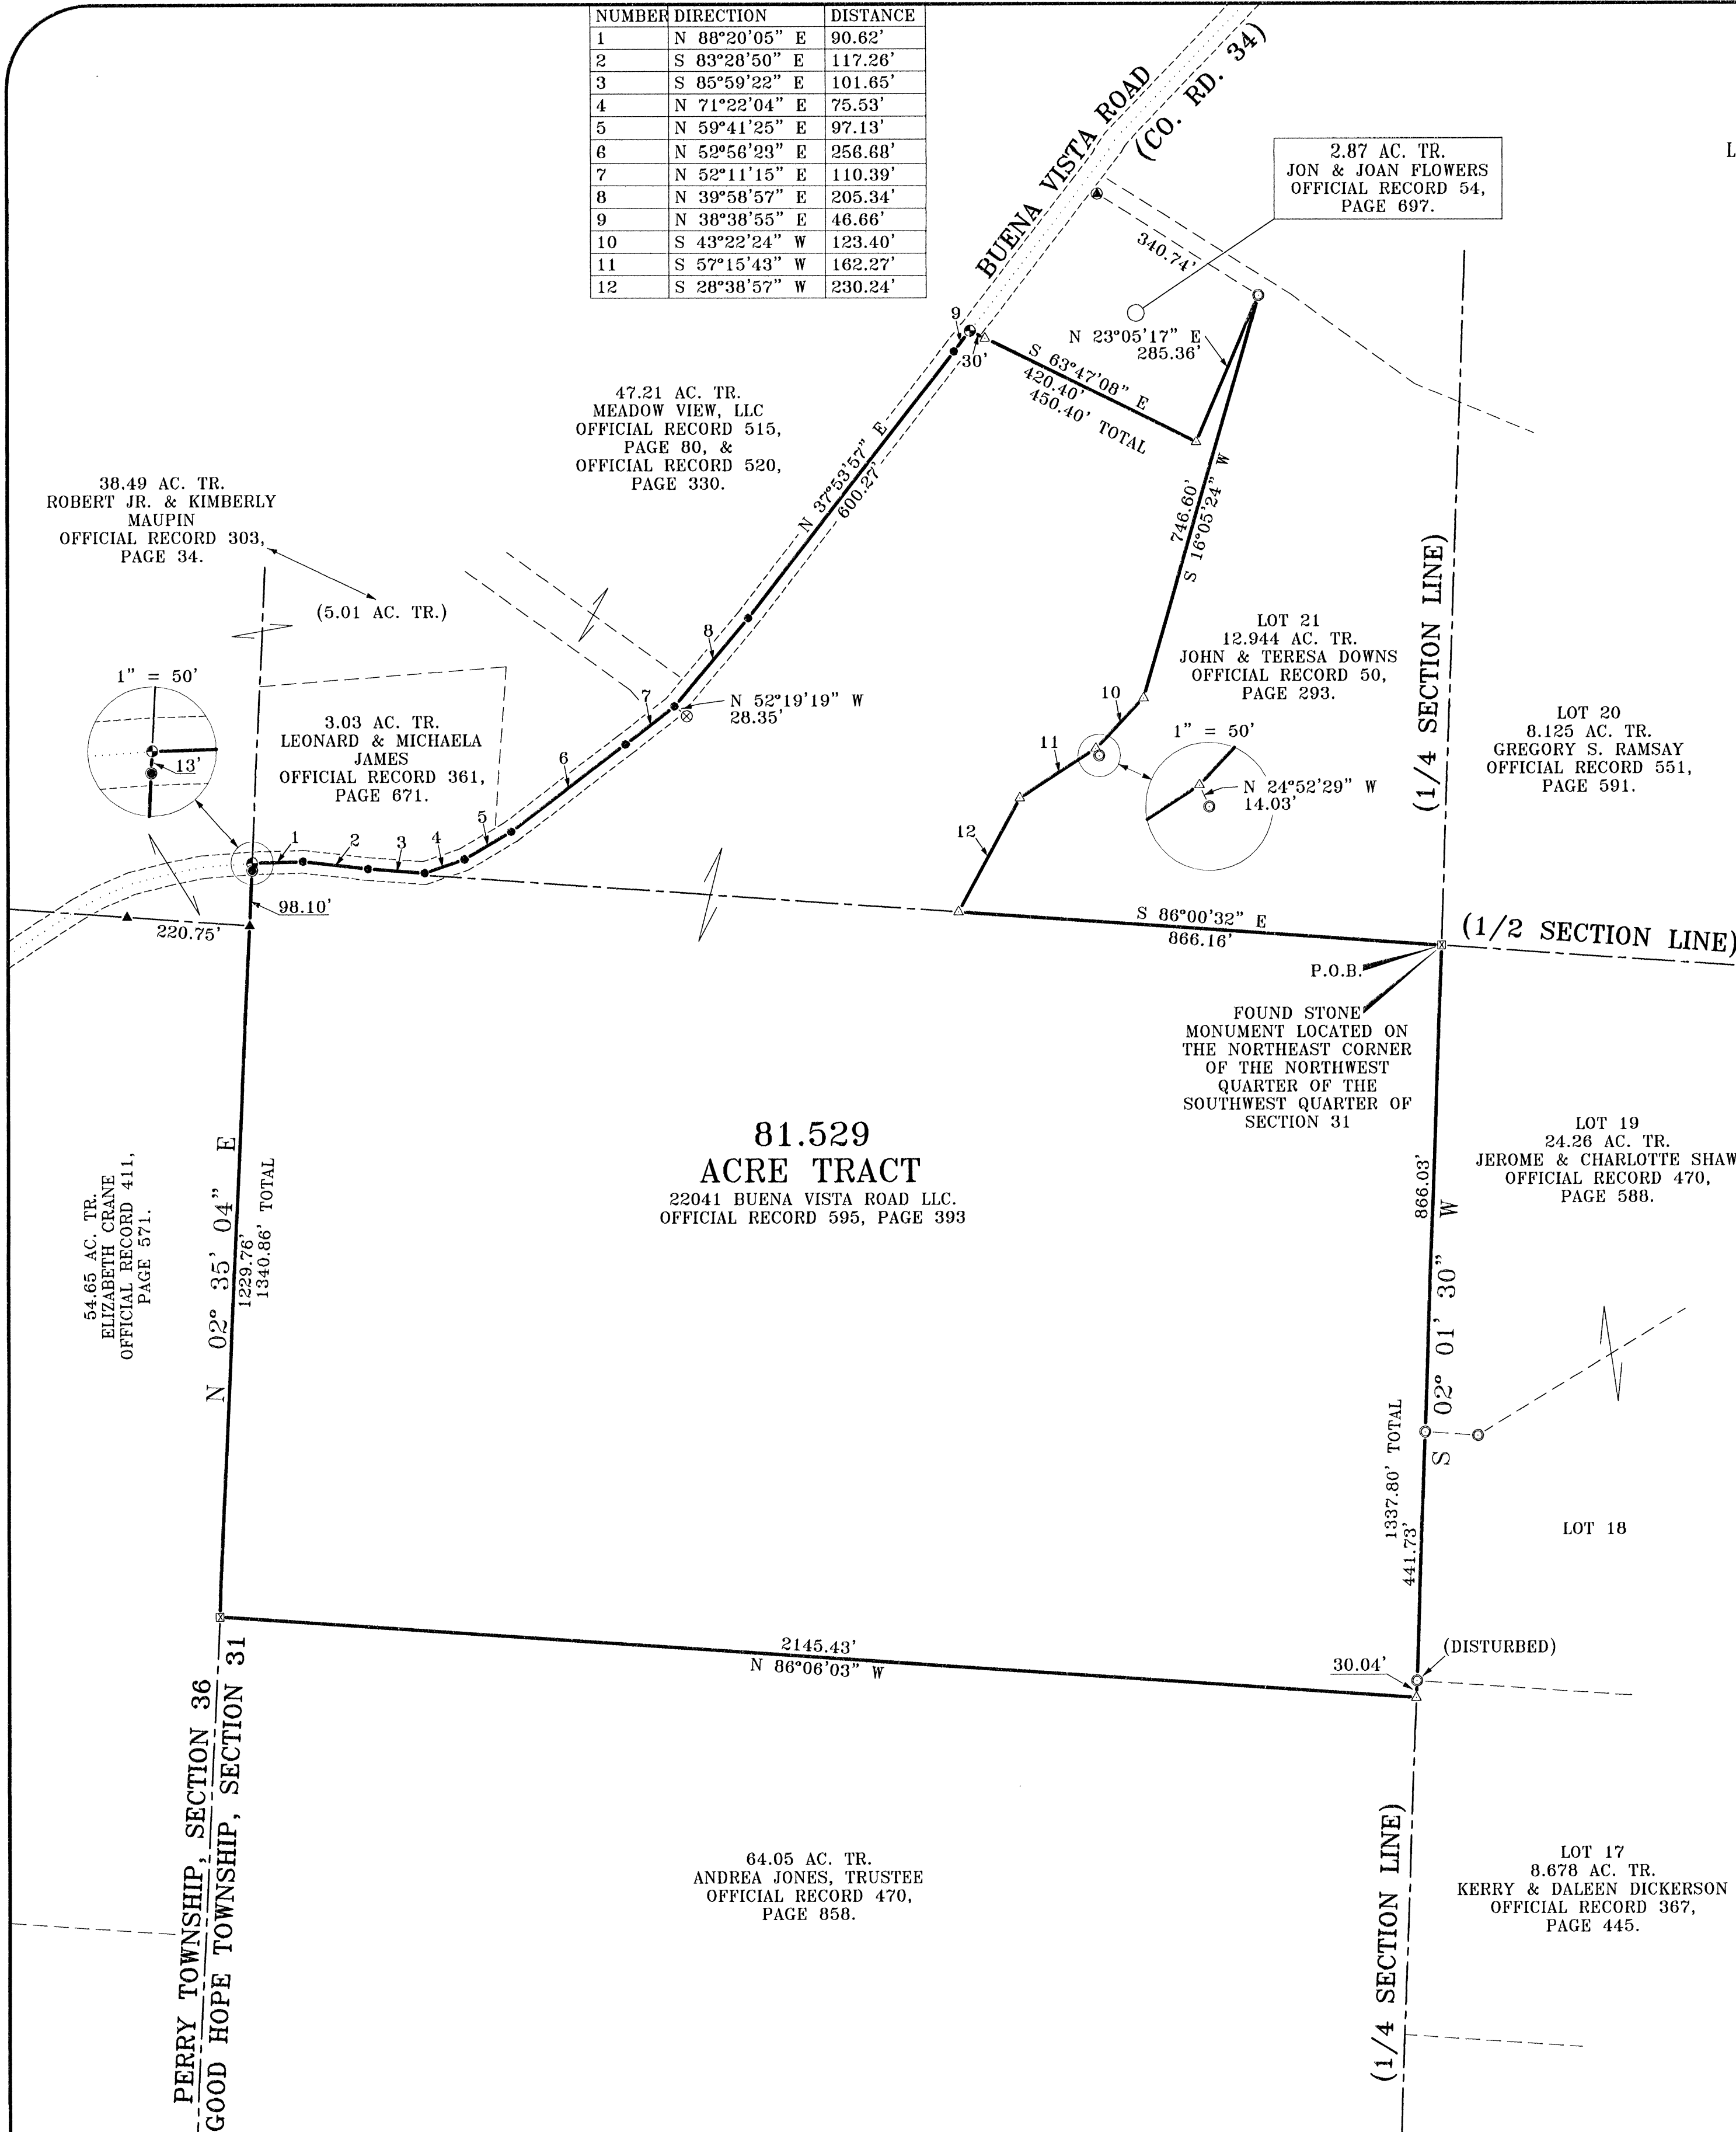 NUMBER DIRECTION DISTANCE
1 N 88°20'05" E 90.62'
2 S 83°28'50" E 117.26'
3 S 85°59'22" E 101.65'
4 N 71°22'04" E 75.53'
5 N 59°41'25" E 97.13'
6 N 52°56'23" E 256.68'
7 N 52°11'15" E 110.39'
8 N 39°58'57" E 205.34'
9 N 38°38'55" E 46.66'
10 S 43°22'24" W 123.40'
11 S 57°15'43" W 162.27'
12 S 28°38'57" W 230.24'
BUENA VISTA ROAD
(CO. RD. 34)
2.87 AC. TR.
JON & JOAN FLOWERS
OFFICIAL RECORD 54,
PAGE 697.
L
340.74'
N 23°05'17" E
285.36'
9
30'
S 63°47'08" E
420.40'
450.40' TOTAL
47.21 AC. TR.
MEADOW VIEW, LLC
OFFICIAL RECORD 515,
PAGE 80, &
OFFICIAL RECORD 520,
PAGE 330.
N 37°53'57" E
600.27'
746.60'
S 16°05'24" W
38.49 AC. TR.
ROBERT JR. & KIMBERLY
MAUPIN
OFFICIAL RECORD 303,
PAGE 34.
(5.01 AC. TR.)
(1/4 SECTION LINE)
LOT 21
12.944 AC. TR.
JOHN & TERESA DOWNS
OFFICIAL RECORD 50,
PAGE 293.
8
1" = 50'
13'
3.03 AC. TR.
LEONARD & MICHAELA
JAMES
OFFICIAL RECORD 361,
PAGE 671.
7
N 52°19'19" W
28.35'
10
1" = 50'
N 24°52'29" W
14.03'
LOT 20
8.125 AC. TR.
GREGORY S. RAMSAY
OFFICIAL RECORD 551,
PAGE 591.
6
11
5
12
1
2
3
4
98.10'
220.75'
S 86°00'32" E
866.16'
(1/2 SECTION LINE)
P.O.B.
FOUND STONE
MONUMENT LOCATED ON
THE NORTHEAST CORNER
OF THE NORTHWEST
QUARTER OF THE
SOUTHWEST QUARTER OF
SECTION 31
81.529
ACRE TRACT
22041 BUENA VISTA ROAD LLC.
OFFICIAL RECORD 595, PAGE 393
LOT 19
24.26 AC. TR.
JEROME & CHARLOTTE SHAW
OFFICIAL RECORD 470,
PAGE 588.
54.65 AC. TR.
ELIZABETH CRANE
OFFICIAL RECORD 411,
PAGE 571.
N 02° 35' 04" E
1229.76'
1340.86' TOTAL
866.03'
S 02° 01' 30" W
1337.80' TOTAL
441.73'
LOT 18
(DISTURBED)
30.04'
2145.43'
N 86°06'03" W
PERRY TOWNSHIP, SECTION 36
GOOD HOPE TOWNSHIP, SECTION 31
64.05 AC. TR.
ANDREA JONES, TRUSTEE
OFFICIAL RECORD 470,
PAGE 858.
(1/4 SECTION LINE)
LOT 17
8.678 AC. TR.
KERRY & DALEEN DICKERSON
OFFICIAL RECORD 367,
PAGE 445.